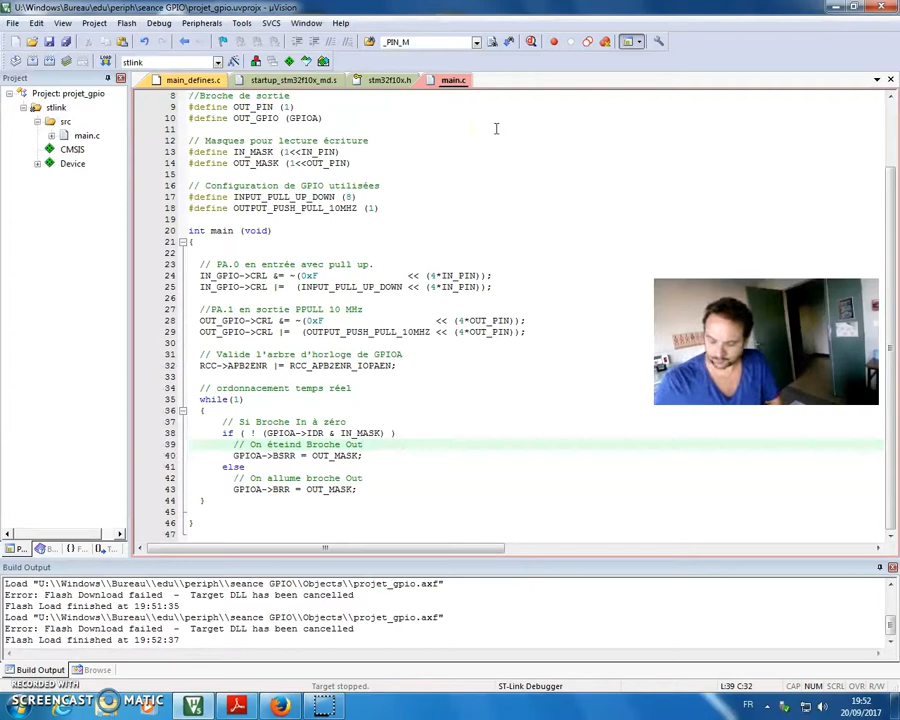 U:\Windows\Bureau\edu\periph\seance GPIO\projet_gpio.uvprojx - µVision
File Edit View Project Flash Debug Peripherals Tools SVCS Window Help
_PIN_M
stlink
Project
main_defines.c startup_stm32f10x_md.s stm32f10x.h main.c
Project: projet_gpio
stlink
src
main.c
CMSIS
Device
8 //Broche de sortie
9 #define OUT_PIN (1)
10 #define OUT_GPIO (GPIOA)
11
12 // Masques pour lecture écriture
13 #define IN_MASK (1<<IN_PIN)
14 #define OUT_MASK (1<<OUT_PIN)
15
16 // Configuration de GPIO utilisées
17 #define INPUT_PULL_UP_DOWN (8)
18 #define OUTPUT_PUSH_PULL_10MHZ (1)
19
20 int main (void)
21 {
22
23 // PA.0 en entrée avec pull up.
24 IN_GPIO->CRL &= ~(0xF << (4*IN_PIN));
25 IN_GPIO->CRL |= (INPUT_PULL_UP_DOWN << (4*IN_PIN));
26
27 //PA.1 en sortie PPULL 10 MHz
28 OUT_GPIO->CRL &= ~(0xF << (4*OUT_PIN));
29 OUT_GPIO->CRL |= (OUTPUT_PUSH_PULL_10MHZ << (4*OUT_PIN));
30
31 // Valide l'arbre d'horloge de GPIOA
32 RCC->APB2ENR |= RCC_APB2ENR_IOPAEN;
33
34 // ordonnacement temps réel
35 while(1)
36 {
37 // Si Broche In à zéro
38 if ( ! (GPIOA->IDR & IN_MASK) )
39 // On éteind Broche Out
40 GPIOA->BSRR = OUT_MASK;
41 else
42 // On allume broche Out
43 GPIOA->BRR = OUT_MASK;
44 }
45
46 }
47
P... B... { } F... T...
Build Output
Load "U:\\Windows\\Bureau\\edu\\periph\\seance GPIO\\Objects\\projet_gpio.axf"
Error: Flash Download failed - Target DLL has been cancelled
Flash Load finished at 19:51:35
Load "U:\\Windows\\Bureau\\edu\\periph\\seance GPIO\\Objects\\projet_gpio.axf"
Error: Flash Download failed - Target DLL has been cancelled
Flash Load finished at 19:52:37
Build Output Browse
RECORDED WITH
SCREENCAST MATIC
Target stopped. ST-Link Debugger L:39 C:32 CAP NUM SCRL OVR R/W
FR 19:52
20/09/2017